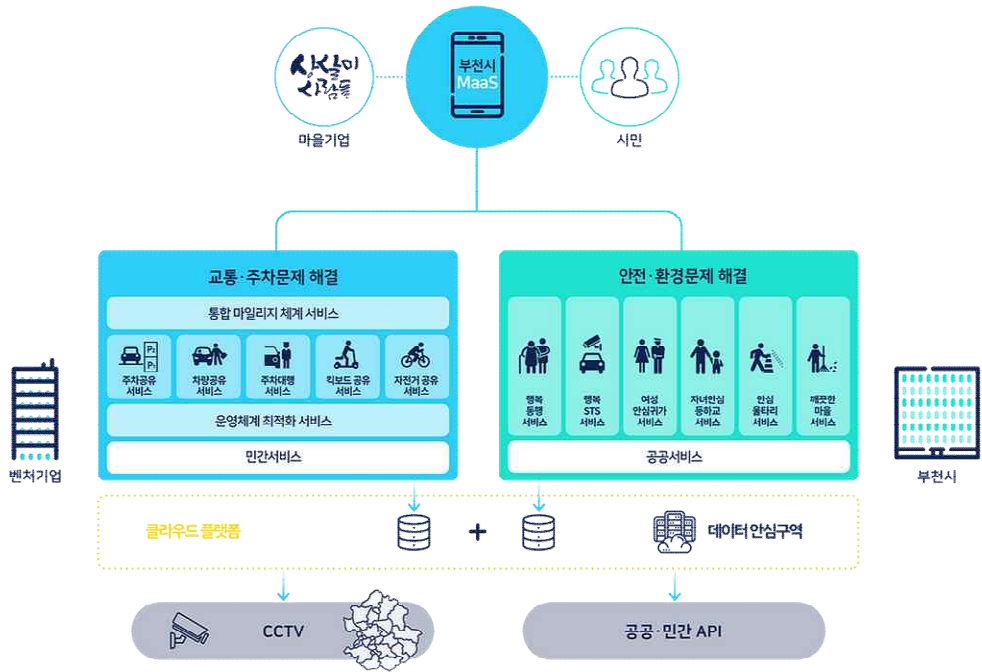 상살미
사람들
부천시
MaaS
마을기업
시민
교통·주차문제 해결
통합 마일리지 체계 서비스
P₂
P₁
주차공유
서비스
차량공유
서비스
주차대행
서비스
킥보드 공유
서비스
자전거 공유
서비스
운영체계 최적화 서비스
민간서비스
안전·환경문제 해결
행복
동행
서비스
행복
STS
서비스
여성
안심귀가
서비스
자녀안심
등하교
서비스
안심
울타리
서비스
깨끗한
마을
서비스
공공서비스
벤처기업
부천시
클라우드 플랫폼
+
데이터 안심구역
CCTV
공공·민간 API